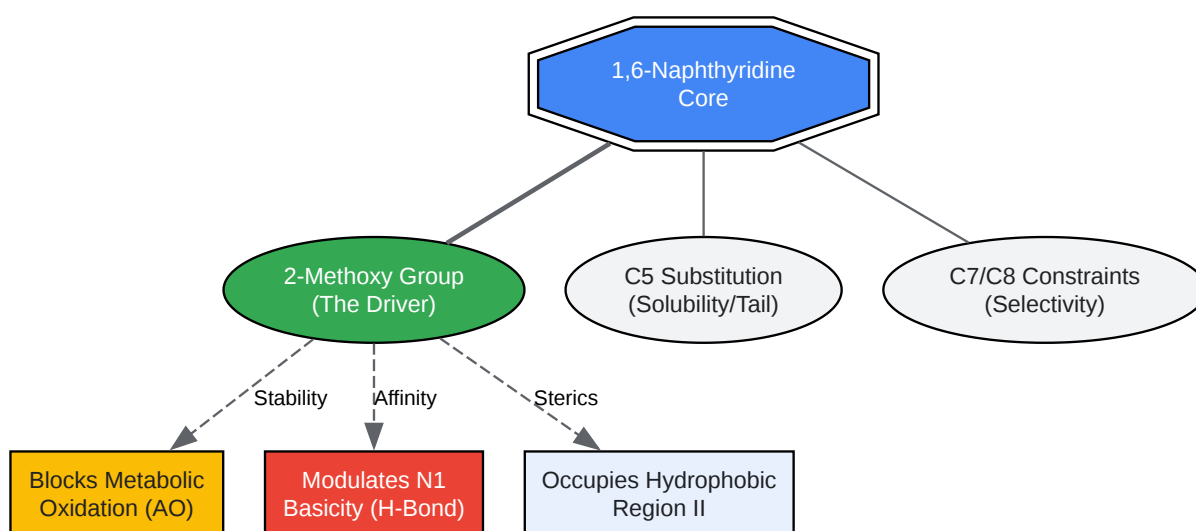 1,6-Naphthyridine
Core
2-Methoxy Group
(The Driver)
C5 Substitution
(Solubility/Tail)
C7/C8 Constraints
(Selectivity)
Stability
Affinity
Sterics
Blocks Metabolic
Oxidation (AO)
Modulates N1
Basicity (H-Bond)
Occupies Hydrophobic
Region II